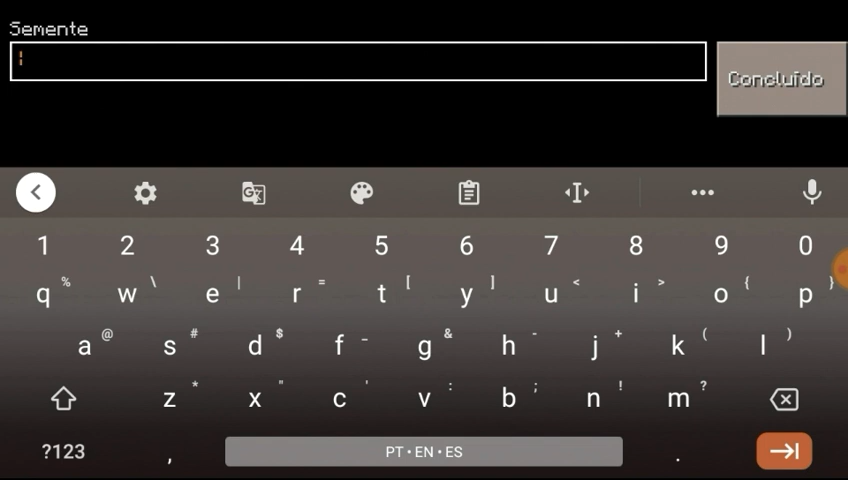 Semente
Concluído
1 2 3 4 5 6 7 8 9 0
q % w \ e | r = t [ y ] u < i > o { p }
a @ s # d $ f _ g & h - j + k ( l )
z * x " c ' v : b ; n ! m ?
?123 , PT • EN • ES .